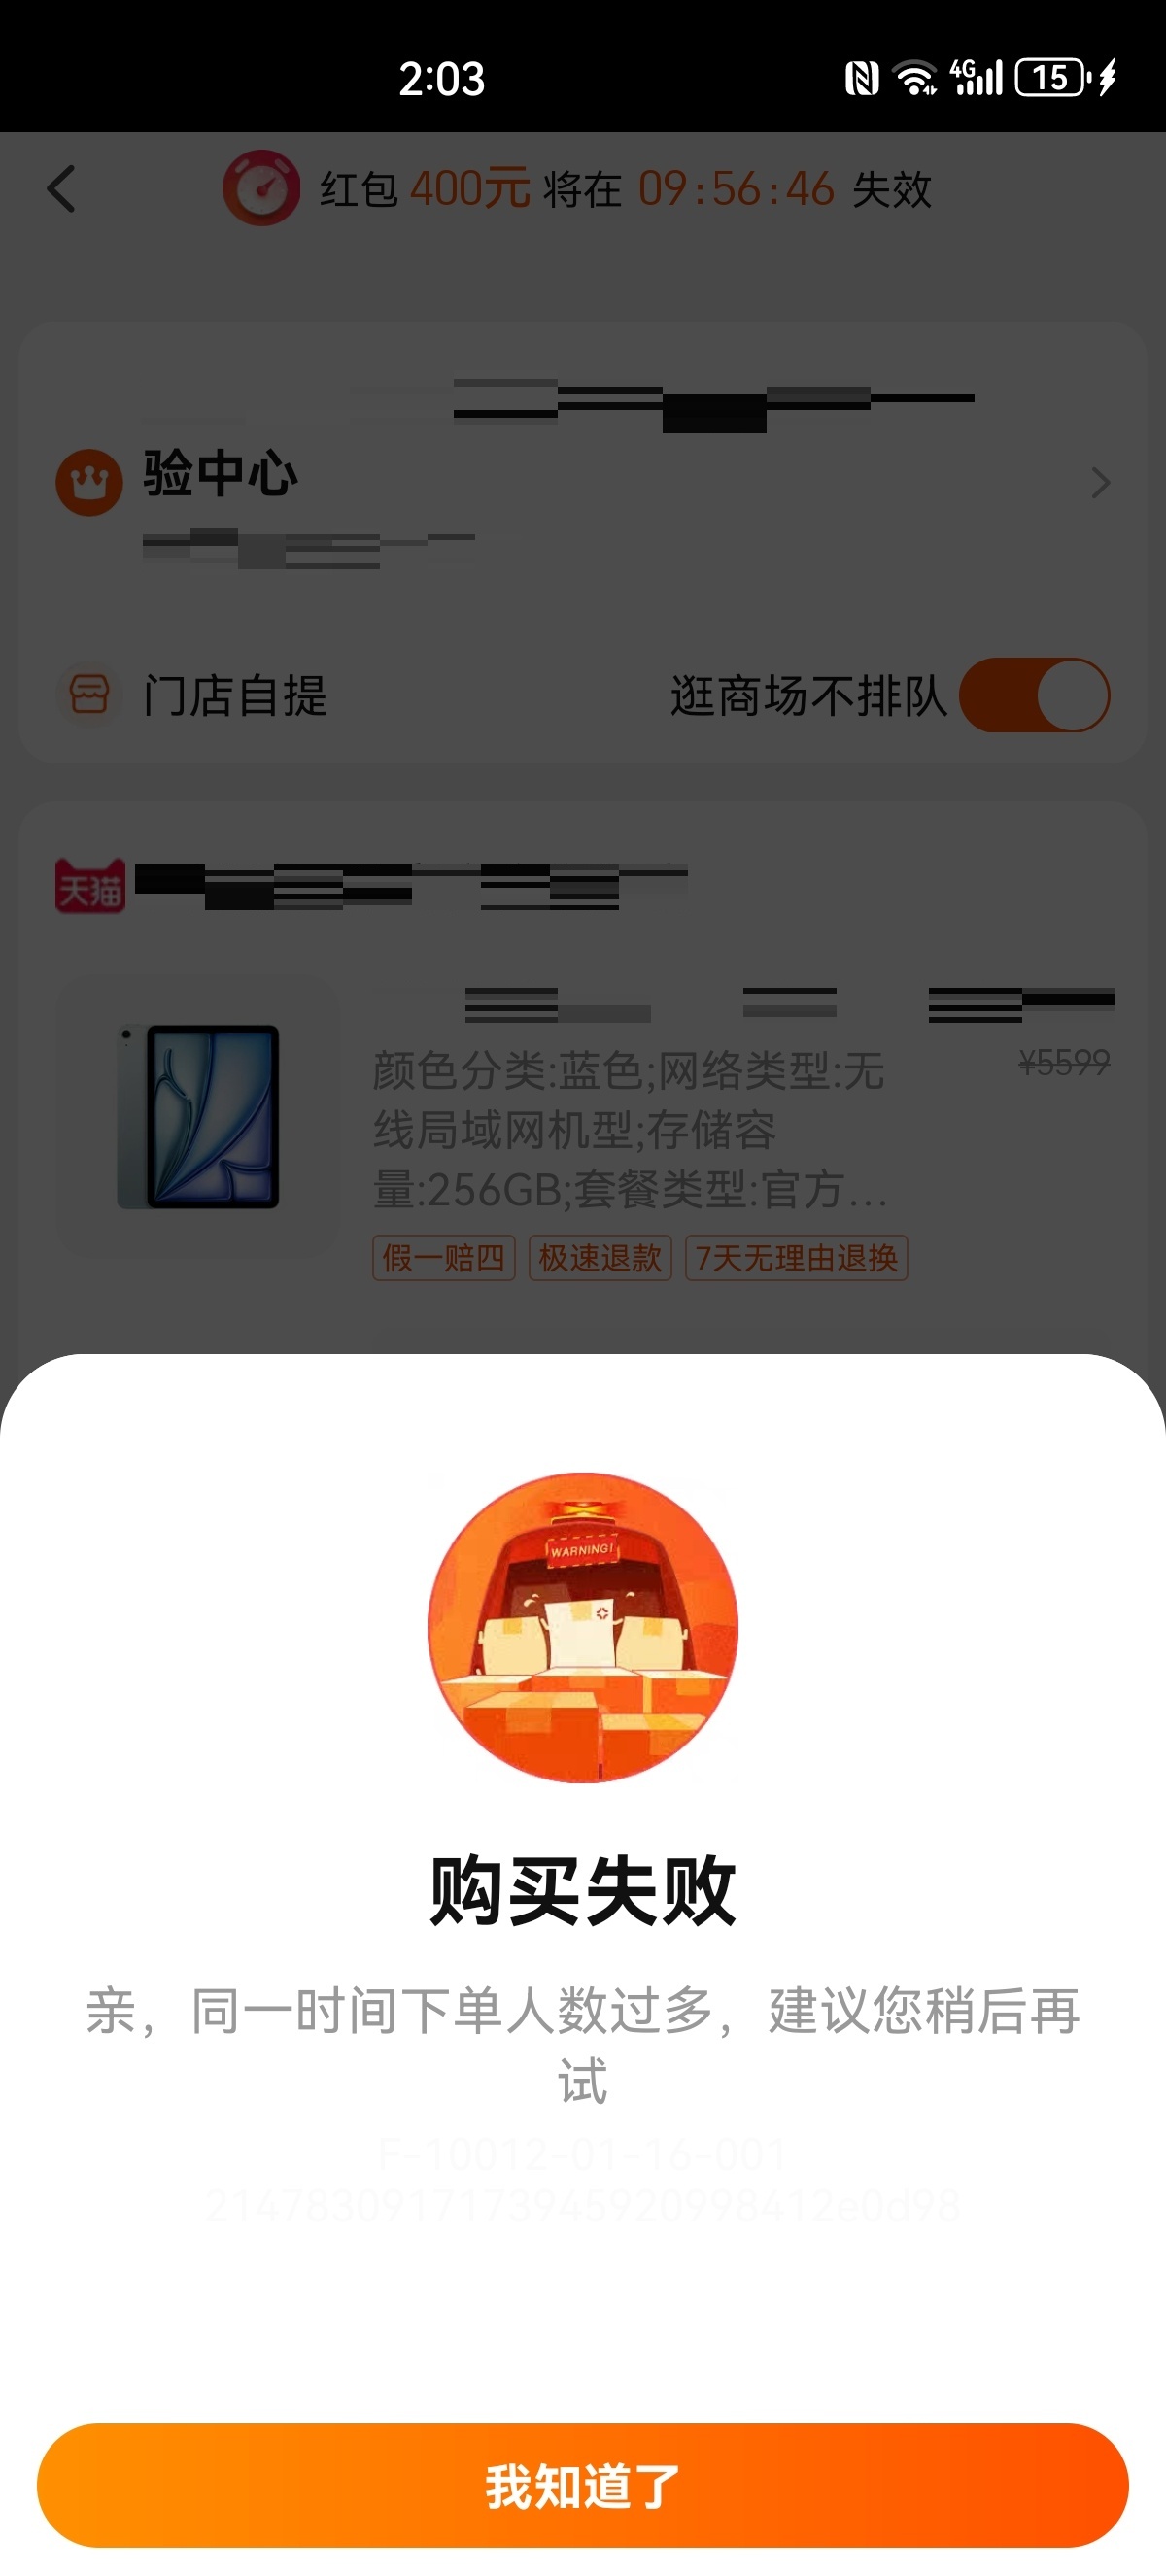 2:03
4G
15
红包 400元 将在 09:56:46 失效
验中心
门店自提
逛商场不排队
天猫
颜色分类:蓝色;网络类型:无
¥5599
线局域网机型;存储容
量:256GB;套餐类型:官方...
假一赔四 极速退款 7天无理由退换
WARNING!
购买失败
亲，同一时间下单人数过多，建议您稍后再
试
F-10012-01-16-001
2147830917173945920998412e0d98
我知道了